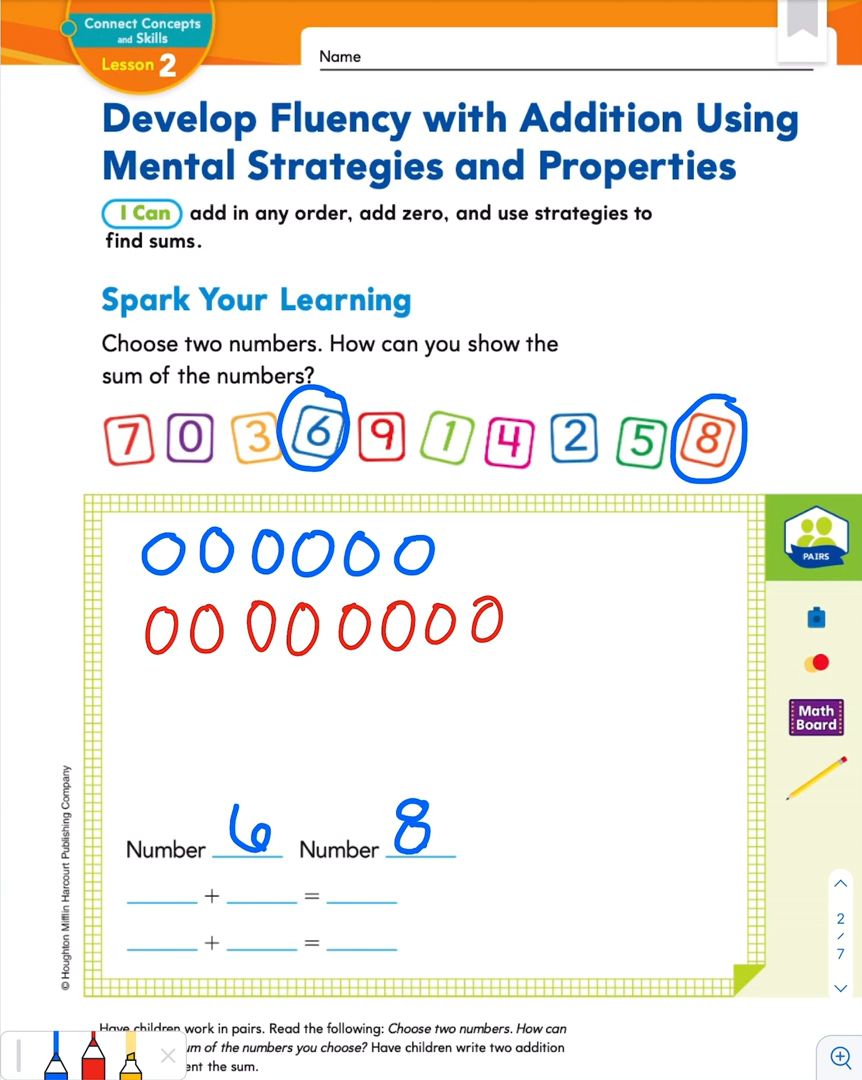 Connect Concepts
and Skills
Lesson 2
Name
Develop Fluency with Addition Using
Mental Strategies and Properties
I Can add in any order, add zero, and use strategies to
find sums.
Spark Your Learning
Choose two numbers. How can you show the
sum of the numbers?
7 0 3 6 9 1 4 2 5 8
PAIRS
Math
Board
Number 6 Number 8
+ =
+ =
2
/
7
© Houghton Mifflin Harcourt Publishing Company
Have children work in pairs. Read the following: Choose two numbers. How can
um of the numbers you choose? Have children write two addition
ent the sum.